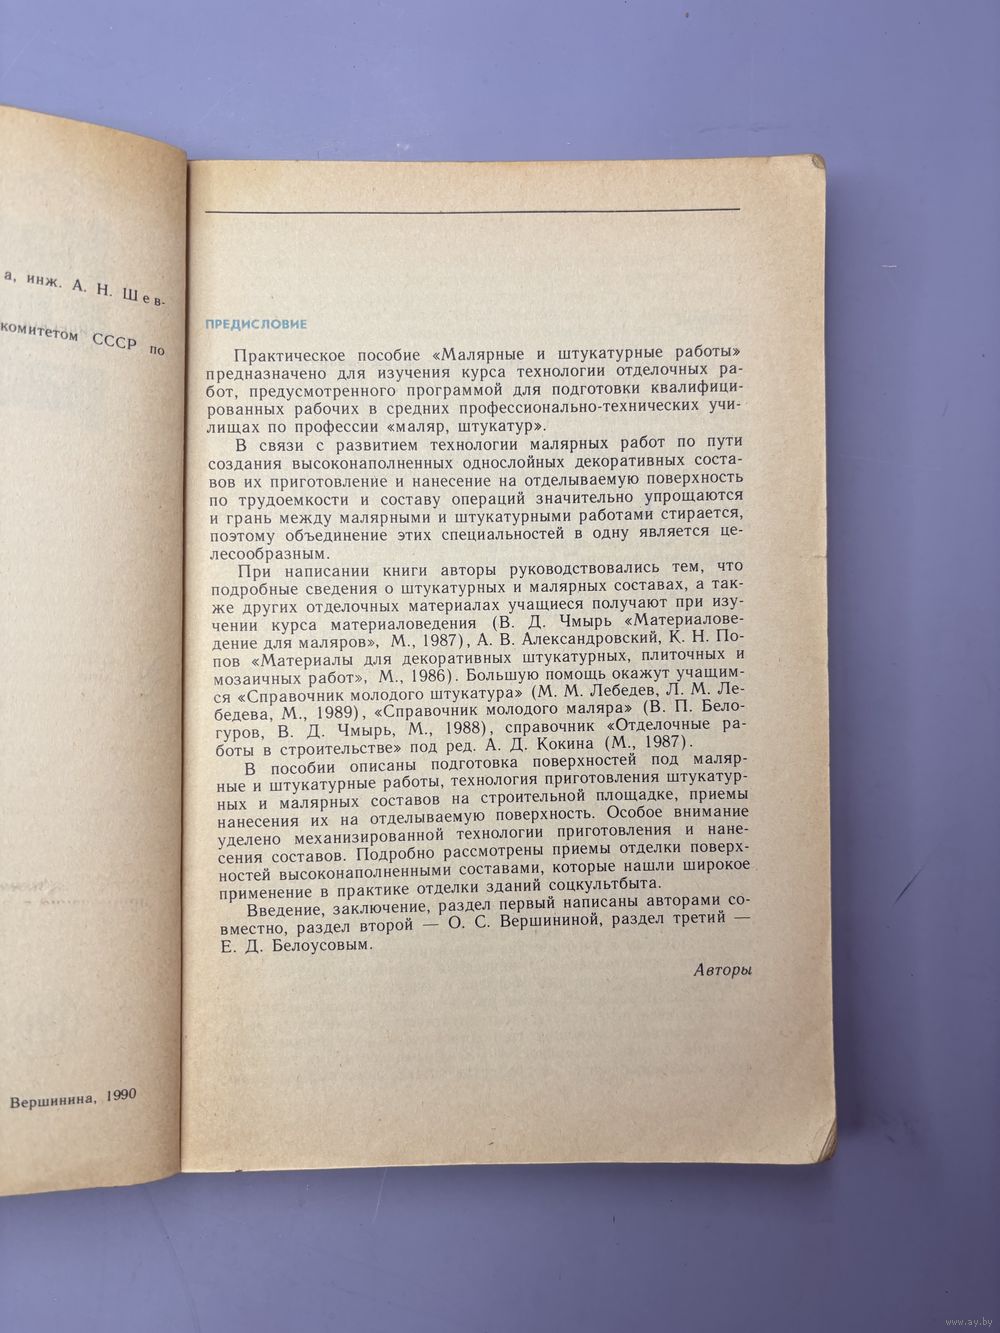 а, инж. А. Н. Шев-
комитетом СССР по
Вершинина, 1990
ПРЕДИСЛОВИЕ
Практическое пособие «Малярные и штукатурные работы»
предназначено для изучения курса технологии отделочных ра-
бот, предусмотренного программой для подготовки квалифици-
рованных рабочих в средних профессионально-технических учи-
лищах по профессии «маляр, штукатур».
В связи с развитием технологии малярных работ по пути
создания высоконаполненных однослойных декоративных соста-
вов их приготовление и нанесение на отделываемую поверхность
по трудоемкости и составу операций значительно упрощаются
и грань между малярными и штукатурными работами стирается,
поэтому объединение этих специальностей в одну является це-
лесообразным.
При написании книги авторы руководствовались тем, что
подробные сведения о штукатурных и малярных составах, а так-
же других отделочных материалах учащиеся получают при изу-
чении курса материаловедения (В. Д. Чмырь «Материалове-
дение для маляров», М., 1987), А. В. Александровский, К. Н. По-
пов «Материалы для декоративных штукатурных, плиточных и
мозаичных работ», М., 1986). Большую помощь окажут учащим-
ся «Справочник молодого штукатура» (М. М. Лебедев, Л. М. Ле-
бедева, М., 1989), «Справочник молодого маляра» (В. П. Бело-
гуров, В. Д. Чмырь, М., 1988), справочник «Отделочные ра-
боты в строительстве» под ред. А. Д. Кокина (М., 1987).
В пособии описаны подготовка поверхностей под маляр-
ные и штукатурные работы, технология приготовления штукатур-
ных и малярных составов на строительной площадке, приемы
нанесения их на отделываемую поверхность. Особое внимание
уделено механизированной технологии приготовления и нане-
сения составов. Подробно рассмотрены приемы отделки поверх-
ностей высоконаполненными составами, которые нашли широкое
применение в практике отделки зданий соцкультбыта.
Введение, заключение, раздел первый написаны авторами со-
вместно, раздел второй — О. С. Вершининой, раздел третий —
Е. Д. Белоусовым.
Авторы
www.ay.by